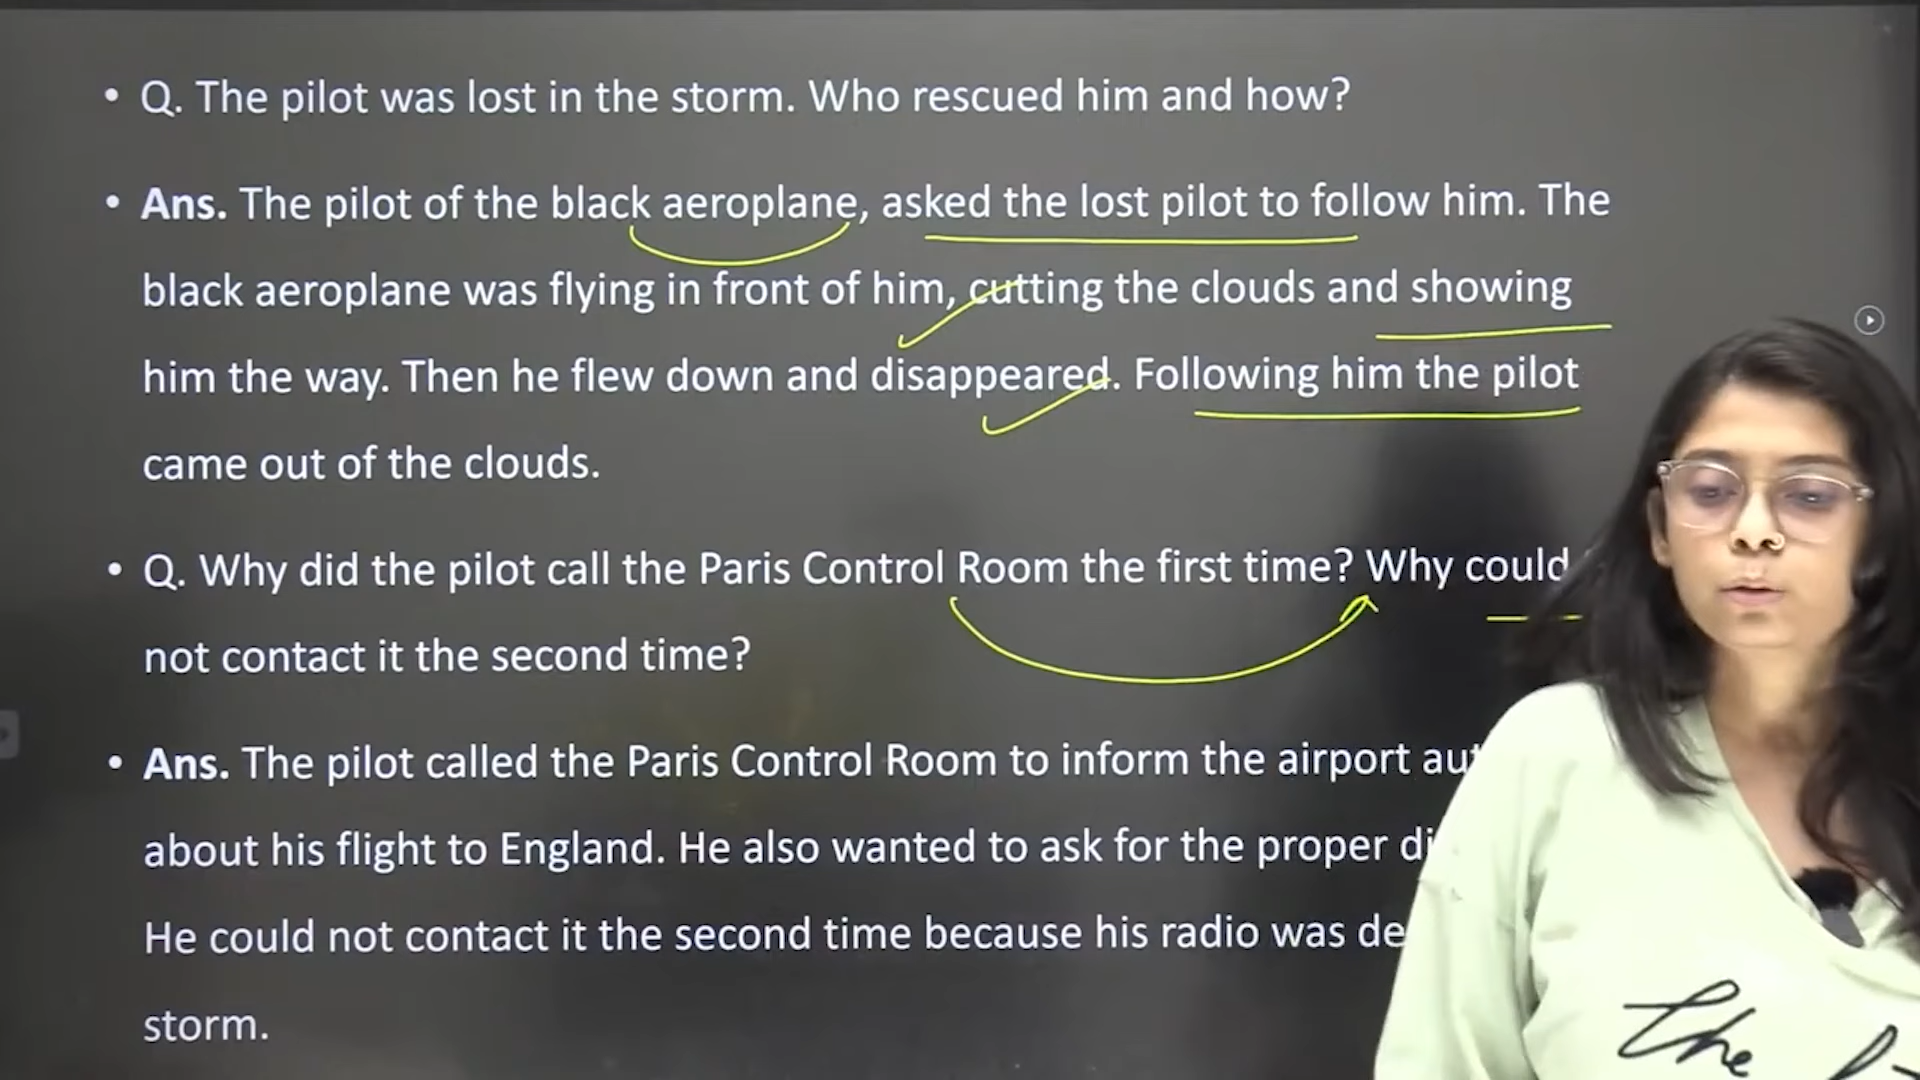 • Q. The pilot was lost in the storm. Who rescued him and how?
• Ans. The pilot of the black aeroplane, asked the lost pilot to follow him. The
black aeroplane was flying in front of him, cutting the clouds and showing
him the way. Then he flew down and disappeared. Following him the pilot
came out of the clouds.
• Q. Why did the pilot call the Paris Control Room the first time? Why could
not contact it the second time?
• Ans. The pilot called the Paris Control Room to inform the airport
about his flight to England. He also wanted to ask for the proper
He could not contact it the second time because his radio was
storm.
the